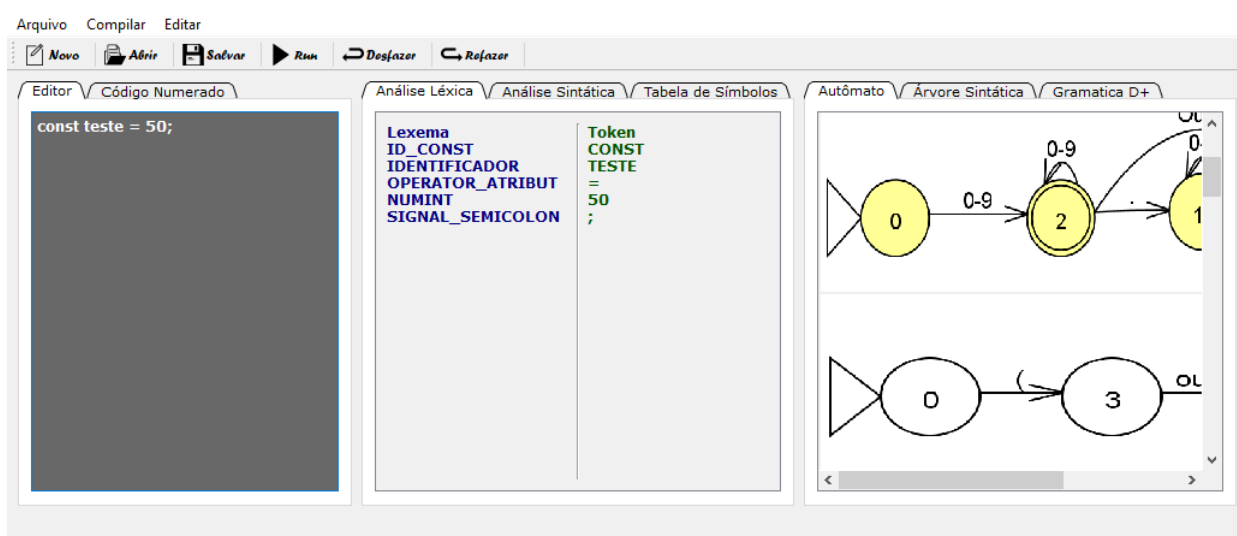 Arquivo Compilar Editar
Novo Abrir Salvar Run Desfazer Refazer
Editor Código Numerado
const teste = 50;
Análise Léxica Análise Sintática Tabela de Símbolos
Lexema Token
ID_CONST CONST
IDENTIFICADOR TESTE
OPERATOR_ATRIBUT =
NUMINT 50
SIGNAL_SEMICOLON ;
Autômato Árvore Sintática Gramatica D+
0-9
0 0-9 2 . 1
0 ( 3